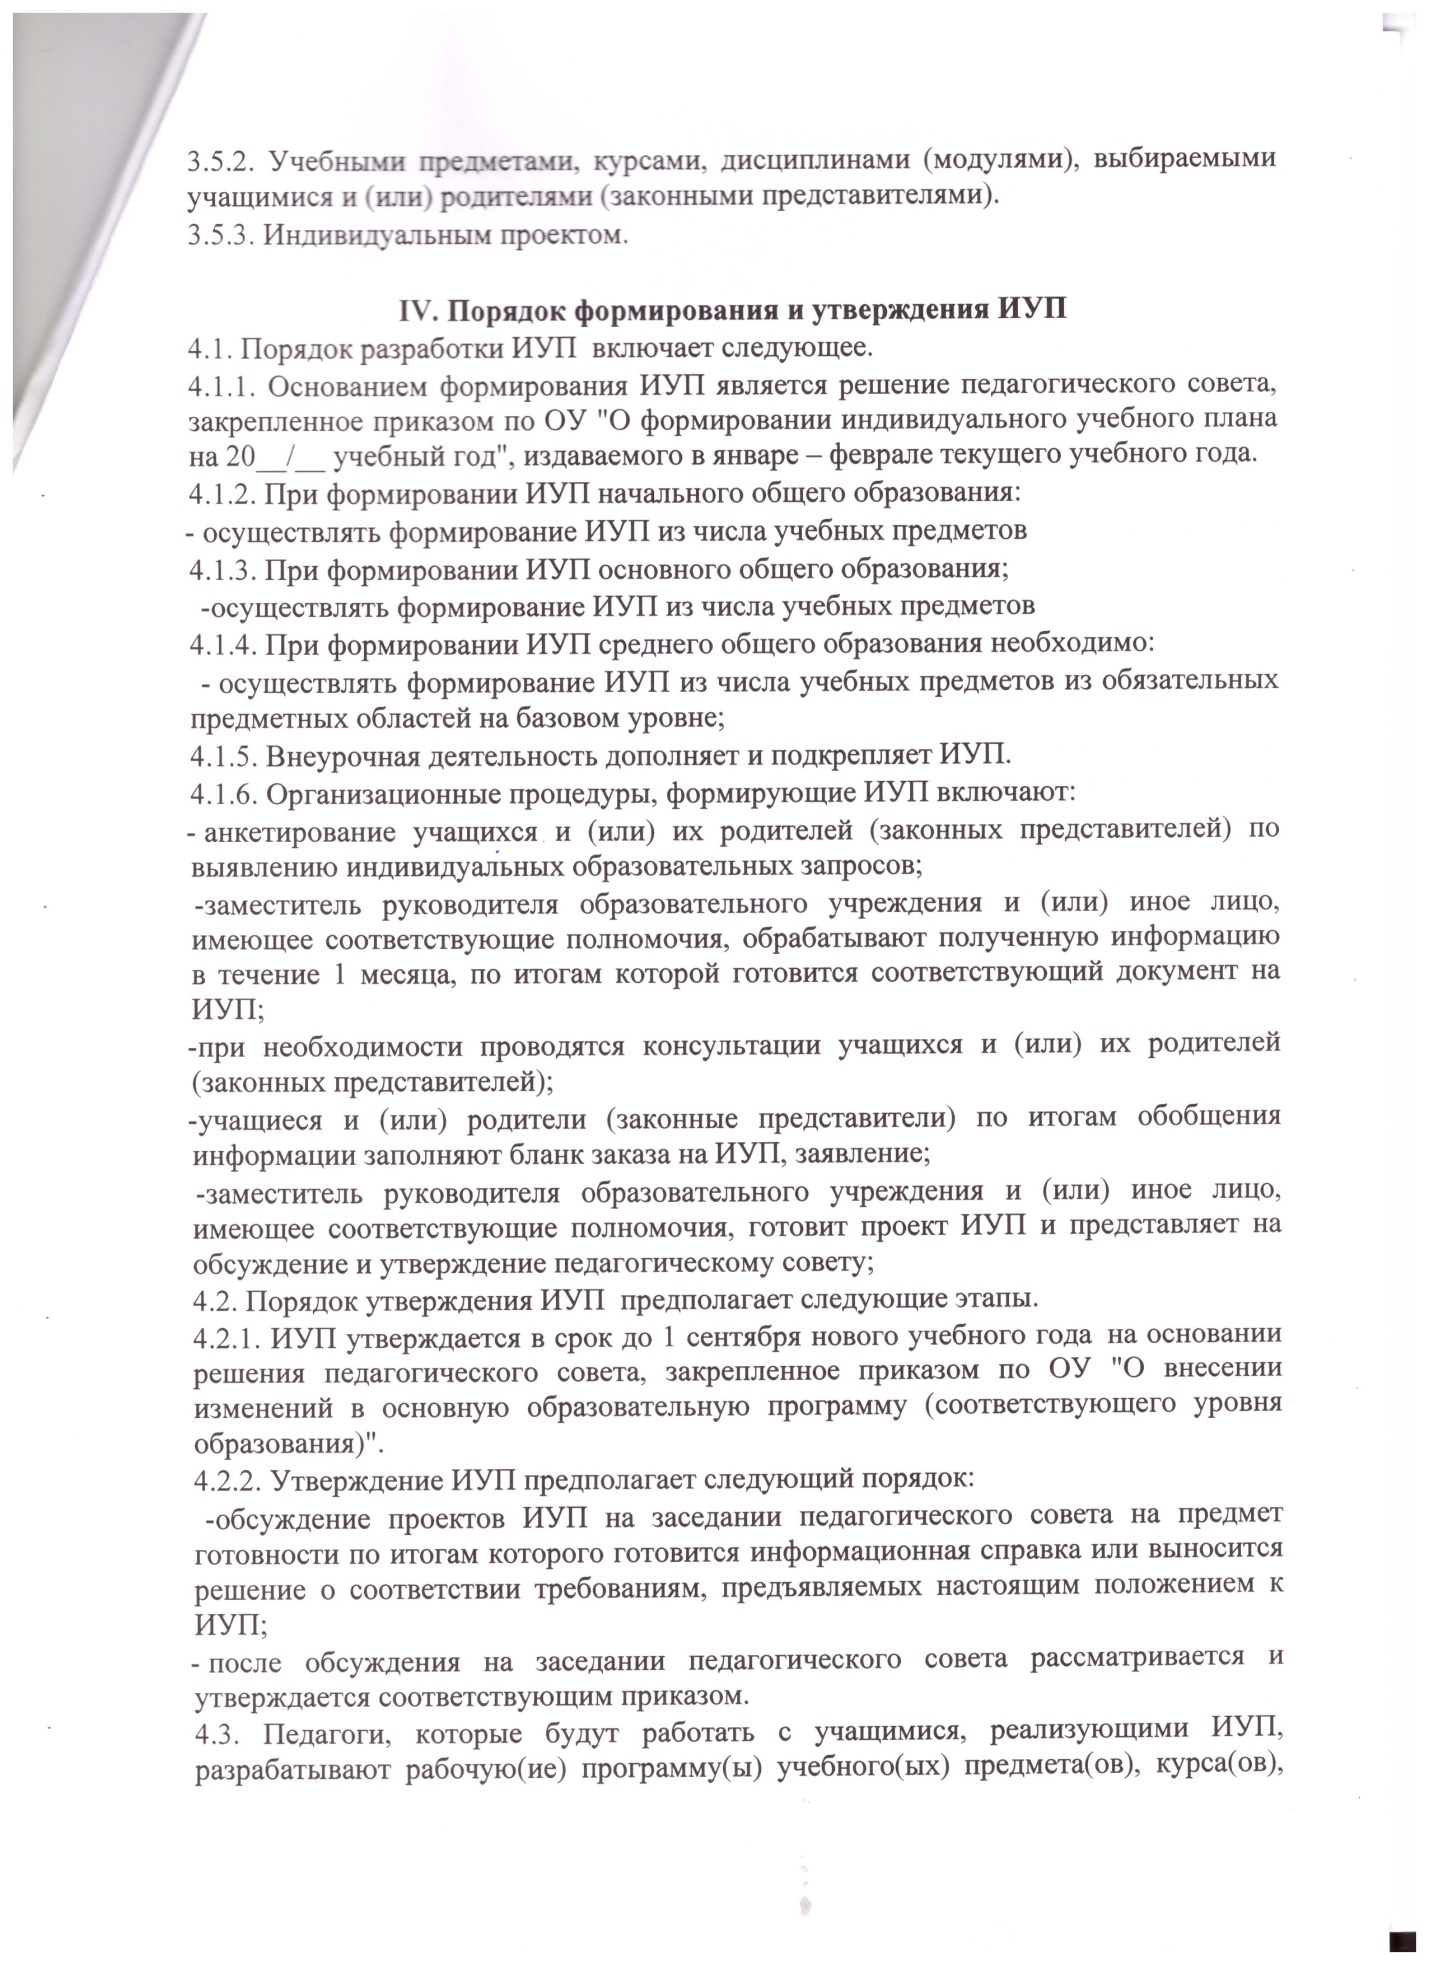 3.5.2. Учебными предметами, курсами, дисциплинами (модулями), выбираемыми
учащимися и (или) родителями (законными представителями).
3.5.3. Индивидуальным проектом.
IV. Порядок формирования и утверждения ИУП
4.1. Порядок разработки ИУП включает следующее.
4.1.1. Основанием формирования ИУП является решение педагогического совета,
закрепленное приказом по ОУ "О формировании индивидуального учебного плана
на 20__/__ учебный год", издаваемого в январе – феврале текущего учебного года.
4.1.2. При формировании ИУП начального общего образования:
- осуществлять формирование ИУП из числа учебных предметов
4.1.3. При формировании ИУП основного общего образования;
-осуществлять формирование ИУП из числа учебных предметов
4.1.4. При формировании ИУП среднего общего образования необходимо:
- осуществлять формирование ИУП из числа учебных предметов из обязательных
предметных областей на базовом уровне;
4.1.5. Внеурочная деятельность дополняет и подкрепляет ИУП.
4.1.6. Организационные процедуры, формирующие ИУП включают:
- анкетирование учащихся и (или) их родителей (законных представителей) по
выявлению индивидуальных образовательных запросов;
-заместитель руководителя образовательного учреждения и (или) иное лицо,
имеющее соответствующие полномочия, обрабатывают полученную информацию
в течение 1 месяца, по итогам которой готовится соответствующий документ на
ИУП;
-при необходимости проводятся консультации учащихся и (или) их родителей
(законных представителей);
-учащиеся и (или) родители (законные представители) по итогам обобщения
информации заполняют бланк заказа на ИУП, заявление;
-заместитель руководителя образовательного учреждения и (или) иное лицо,
имеющее соответствующие полномочия, готовит проект ИУП и представляет на
обсуждение и утверждение педагогическому совету;
4.2. Порядок утверждения ИУП предполагает следующие этапы.
4.2.1. ИУП утверждается в срок до 1 сентября нового учебного года на основании
решения педагогического совета, закрепленное приказом по ОУ "О внесении
изменений в основную образовательную программу (соответствующего уровня
образования)".
4.2.2. Утверждение ИУП предполагает следующий порядок:
-обсуждение проектов ИУП на заседании педагогического совета на предмет
готовности по итогам которого готовится информационная справка или выносится
решение о соответствии требованиям, предъявляемых настоящим положением к
ИУП;
- после обсуждения на заседании педагогического совета рассматривается и
утверждается соответствующим приказом.
4.3. Педагоги, которые будут работать с учащимися, реализующими ИУП,
разрабатывают рабочую(ие) программу(ы) учебного(ых) предмета(ов), курса(ов),